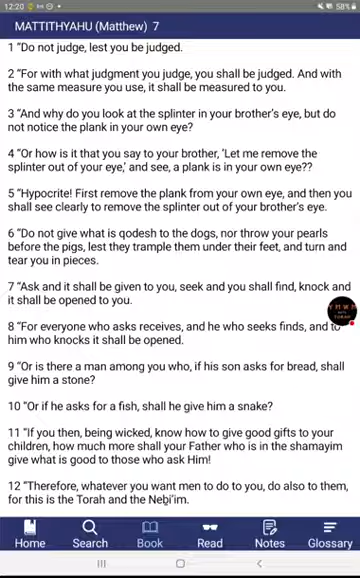 12:20
58%
MATTITHYAHU (Matthew) 7
1 "Do not judge, lest you be judged.
2 "For with what judgment you judge, you shall be judged. And with
the same measure you use, it shall be measured to you.
3 "And why do you look at the splinter in your brother's eye, but do
not notice the plank in your own eye?
4 "Or how is it that you say to your brother, 'Let me remove the
splinter out of your eye,' and see, a plank is in your own eye??
5 "Hypocrite! First remove the plank from your own eye, and then you
shall see clearly to remove the splinter out of your brother's eye.
6 "Do not give what is qodesh to the dogs, nor throw your pearls
before the pigs, lest they trample them under their feet, and turn and
tear you in pieces.
7 "Ask and it shall be given to you, seek and you shall find, knock and
it shall be opened to you.
8 "For everyone who asks receives, and he who seeks finds, and to
him who knocks it shall be opened.
9 "Or is there a man among you who, if his son asks for bread, shall
give him a stone?
10 "Or if he asks for a fish, shall he give him a snake?
11 "If you then, being wicked, know how to give good gifts to your
children, how much more shall your Father who is in the shamayim
give what is good to those who ask Him!
12 "Therefore, whatever you want men to do to you, do also to them,
for this is the Torah and the Neḇi'im.
Home Search Book Read Notes Glossary